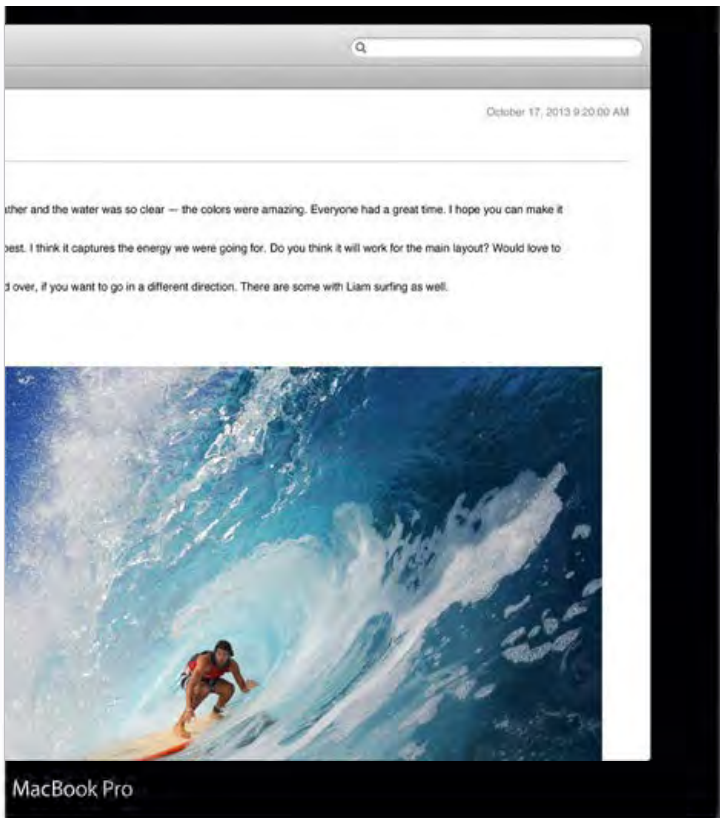 October 17, 2013 9:20:00 AM
ther and the water was so clear — the colors were amazing. Everyone had a great time. I hope you can make it
best. I think it captures the energy we were going for. Do you think it will work for the main layout? Would love to
d over, if you want to go in a different direction. There are some with Liam surfing as well.
MacBook Pro